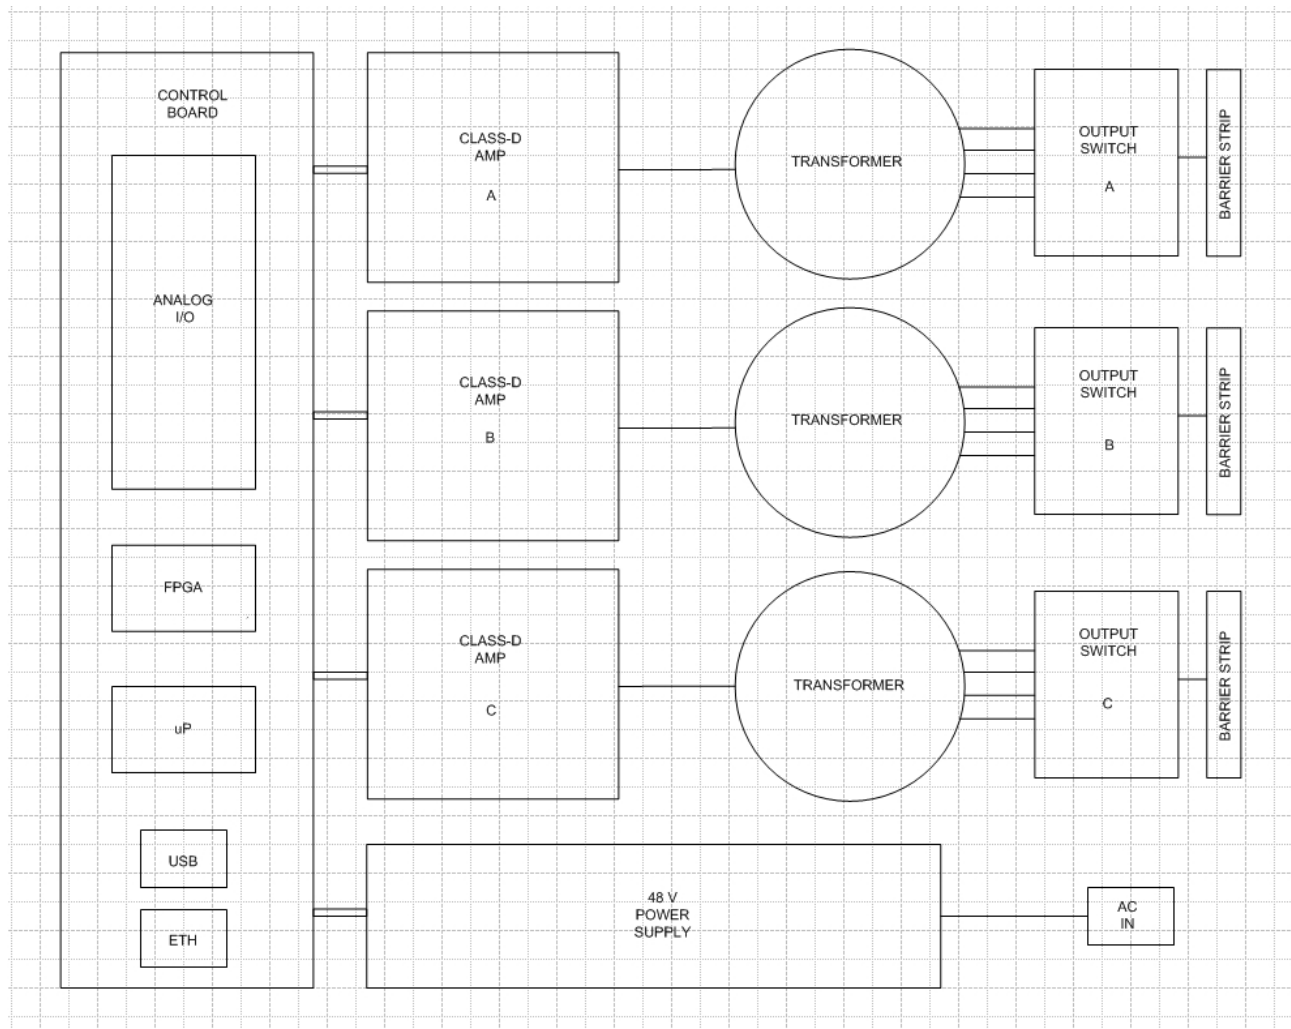 CONTROL
BOARD
ANALOG
I/O
FPGA
uP
USB
ETH
CLASS-D
AMP
A
TRANSFORMER
OUTPUT
SWITCH
A
BARRIER STRIP
CLASS-D
AMP
B
TRANSFORMER
OUTPUT
SWITCH
B
BARRIER STRIP
CLASS-D
AMP
C
TRANSFORMER
OUTPUT
SWITCH
C
BARRIER STRIP
48 V
POWER
SUPPLY
AC
IN